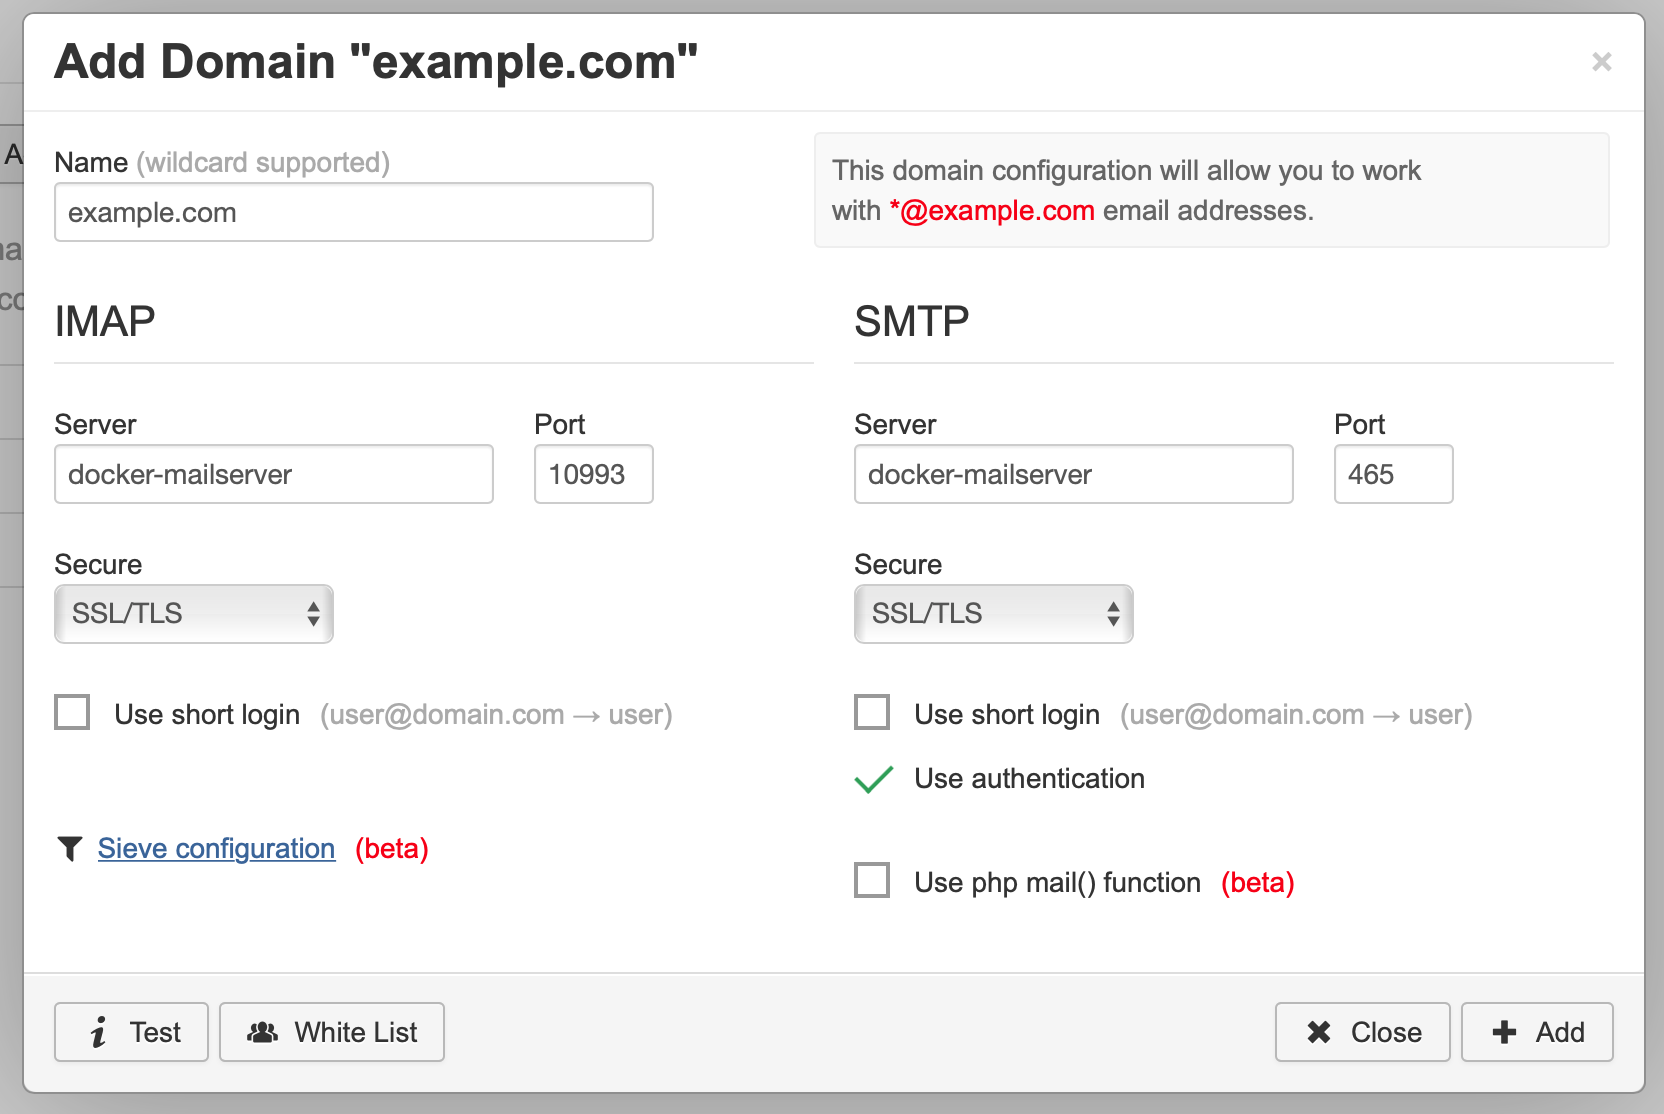 Add Domain "example.com"
×
Name (wildcard supported)
example.com
This domain configuration will allow you to work
with *@example.com email addresses.
IMAP
Server
Port
docker-mailserver
10993
Secure
SSL/TLS
Use short login (user@domain.com → user)
Sieve configuration (beta)
SMTP
Server
Port
docker-mailserver
465
Secure
SSL/TLS
Use short login (user@domain.com → user)
Use authentication
Use php mail() function (beta)
Test
White List
Close
Add